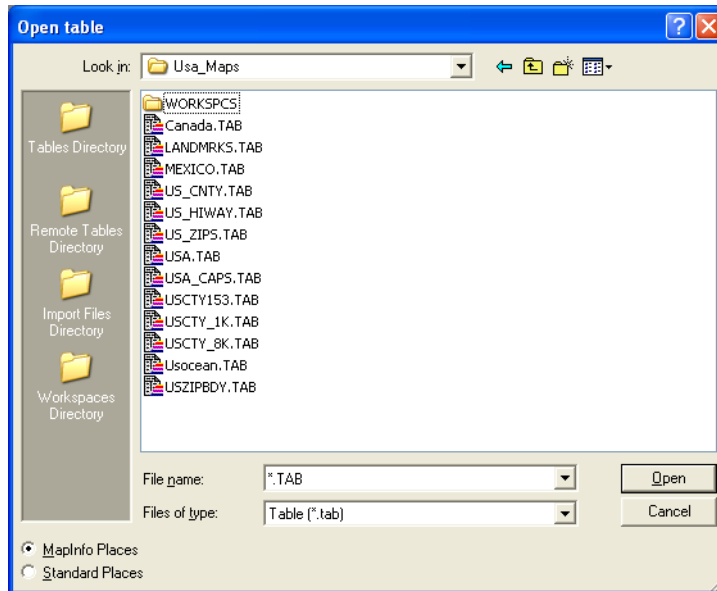 Open table
Look in:
Usa_Maps
Tables Directory
Remote Tables
Directory
Import Files
Directory
Workspaces
Directory
WORKSPCS
Canada.TAB
LANDMRKS.TAB
MEXICO.TAB
US_CNTY.TAB
US_HIWAY.TAB
US_ZIPS.TAB
USA.TAB
USA_CAPS.TAB
USCTY153.TAB
USCTY_1K.TAB
USCTY_8K.TAB
Usocean.TAB
USZIPBDY.TAB
File name:
*.TAB
Open
Files of type:
Table (*.tab)
Cancel
MapInfo Places
Standard Places